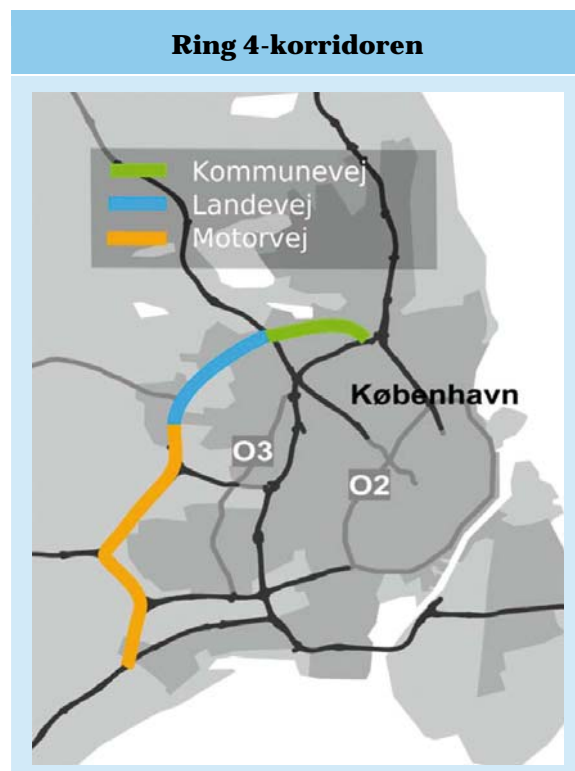 Ring 4-korridoren
Kommunevej
Landevej
Motorvej
København
O3
O2